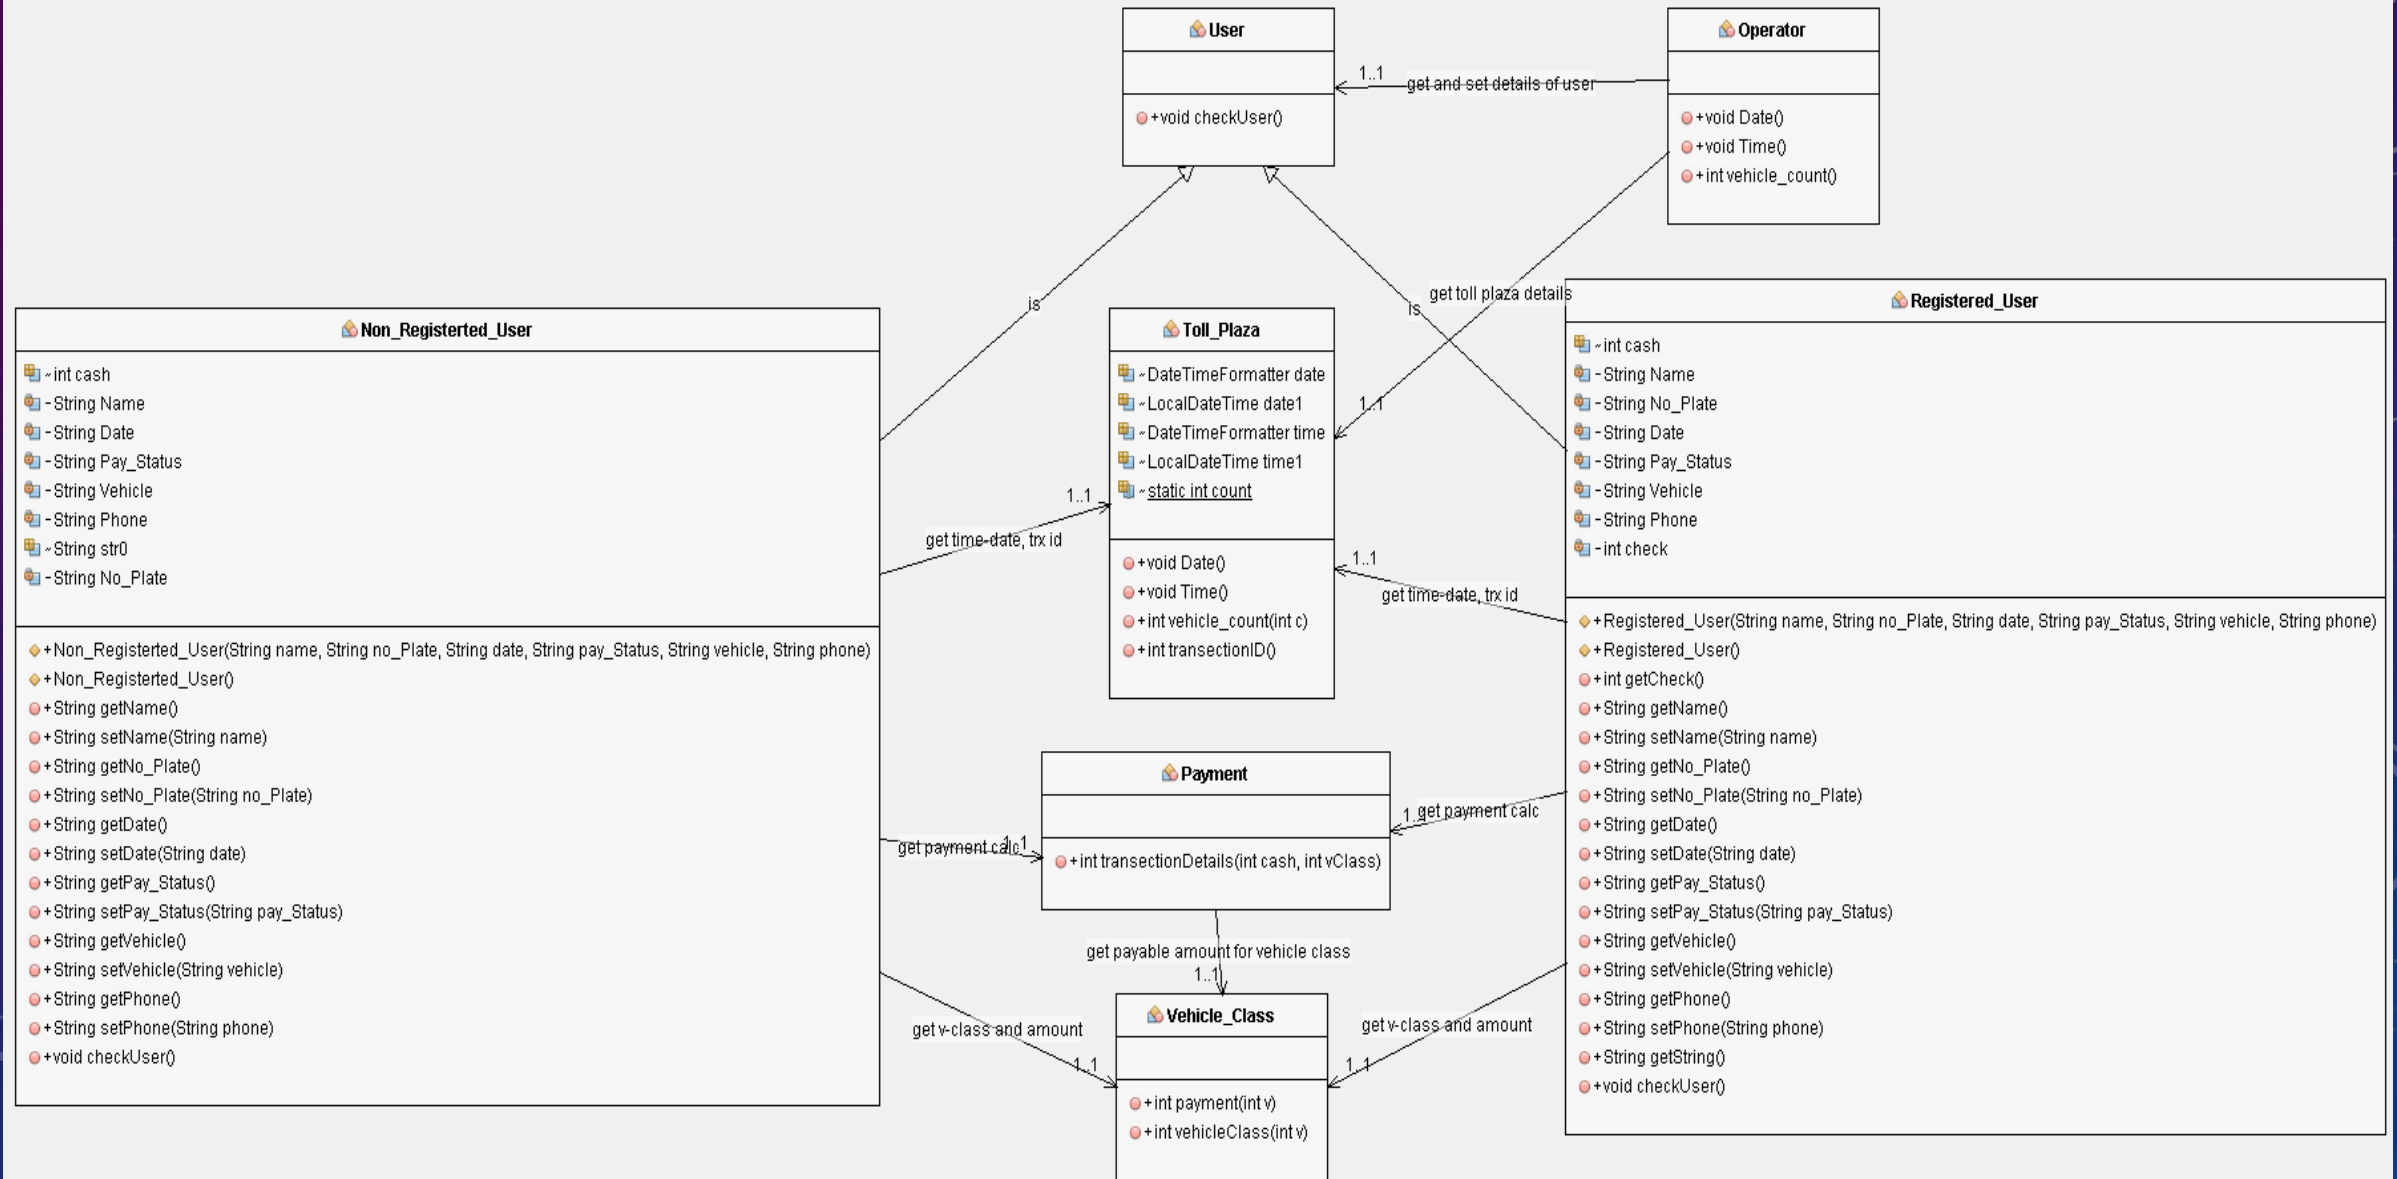 User
+void checkUser()
Operator
+void Date()
+void Time()
+int vehicle_count()
1..1
get and set details of user
is
is
get toll plaza details
1..1
Non_Registerted_User
~int cash
-String Name
-String Date
-String Pay_Status
-String Vehicle
-String Phone
~String str0
-String No_Plate
+Non_Registerted_User(String name, String no_Plate, String date, String pay_Status, String vehicle, String phone)
+Non_Registerted_User()
+String getName()
+String setName(String name)
+String getNo_Plate()
+String setNo_Plate(String no_Plate)
+String getDate()
+String setDate(String date)
+String getPay_Status()
+String setPay_Status(String pay_Status)
+String getVehicle()
+String setVehicle(String vehicle)
+String getPhone()
+String setPhone(String phone)
+void checkUser()
1..1
get time-date, trx id
Toll_Plaza
~DateTimeFormatter date
~LocalDateTime date1
~DateTimeFormatter time
~LocalDateTime time1
~static int count
+void Date()
+void Time()
+int vehicle_count(int c)
+int transectionID()
1..1
get time-date, trx id
Registered_User
~int cash
-String Name
-String No_Plate
-String Date
-String Pay_Status
-String Vehicle
-String Phone
-int check
+Registered_User(String name, String no_Plate, String date, String pay_Status, String vehicle, String phone)
+Registered_User()
+int getCheck()
+String getName()
+String setName(String name)
+String getNo_Plate()
+String setNo_Plate(String no_Plate)
+String getDate()
+String setDate(String date)
+String getPay_Status()
+String setPay_Status(String pay_Status)
+String getVehicle()
+String setVehicle(String vehicle)
+String getPhone()
+String setPhone(String phone)
+String getString()
+void checkUser()
Payment
+int transectionDetails(int cash, int vClass)
get payment calc
get payment calc
get payable amount for vehicle class
1..1
Vehicle_Class
+int payment(int v)
+int vehicleClass(int v)
get v-class and amount
1..1
get v-class and amount
1..1